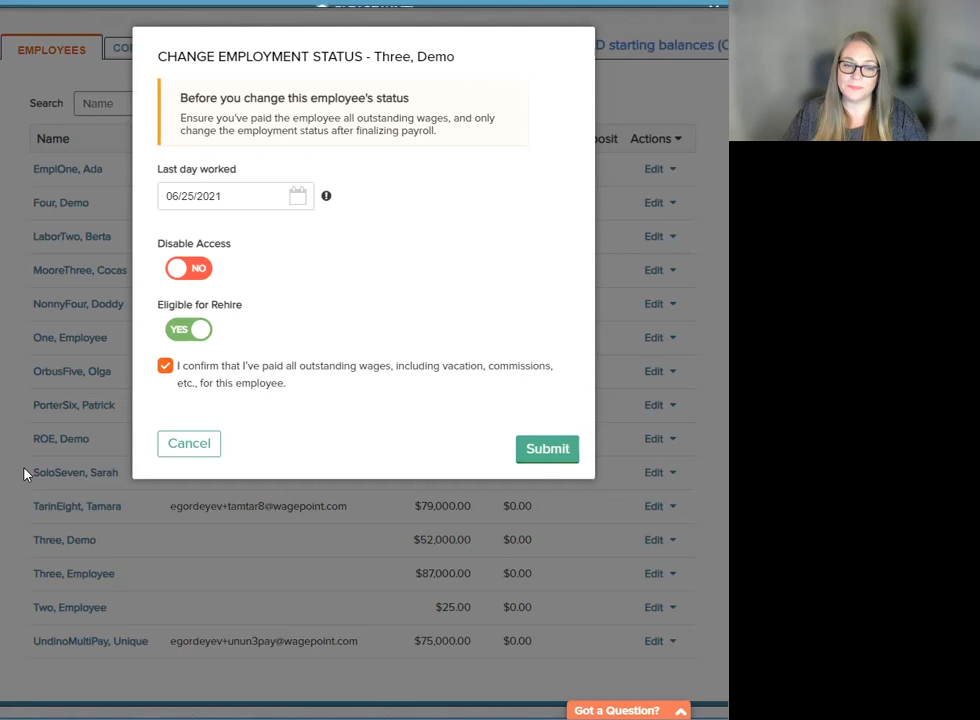 EMPLOYEES
CO
D starting balances (C
Search
Name
Name
posit
Actions
CHANGE EMPLOYMENT STATUS - Three, Demo
Before you change this employee's status
Ensure you've paid the employee all outstanding wages, and only
change the employment status after finalizing payroll.
Last day worked
06/25/2021
Disable Access
NO
Eligible for Rehire
YES
I confirm that I've paid all outstanding wages, including vacation, commissions,
etc., for this employee.
Cancel
Submit
EmplOne, Ada Edit
Four, Demo Edit
LaborTwo, Berta Edit
MooreThree, Cocas Edit
NonnyFour, Doddy Edit
One, Employee Edit
OrbusFive, Olga Edit
PorterSix, Patrick Edit
ROE, Demo Edit
SoloSeven, Sarah Edit
TarinEight, Tamara egordeyev+tamtar8@wagepoint.com $79,000.00 $0.00 Edit
Three, Demo $52,000.00 $0.00 Edit
Three, Employee $87,000.00 $0.00 Edit
Two, Employee $25.00 $0.00 Edit
UndinoMultiPay, Unique egordeyev+unun3pay@wagepoint.com $75,000.00 $0.00 Edit
Got a Question?